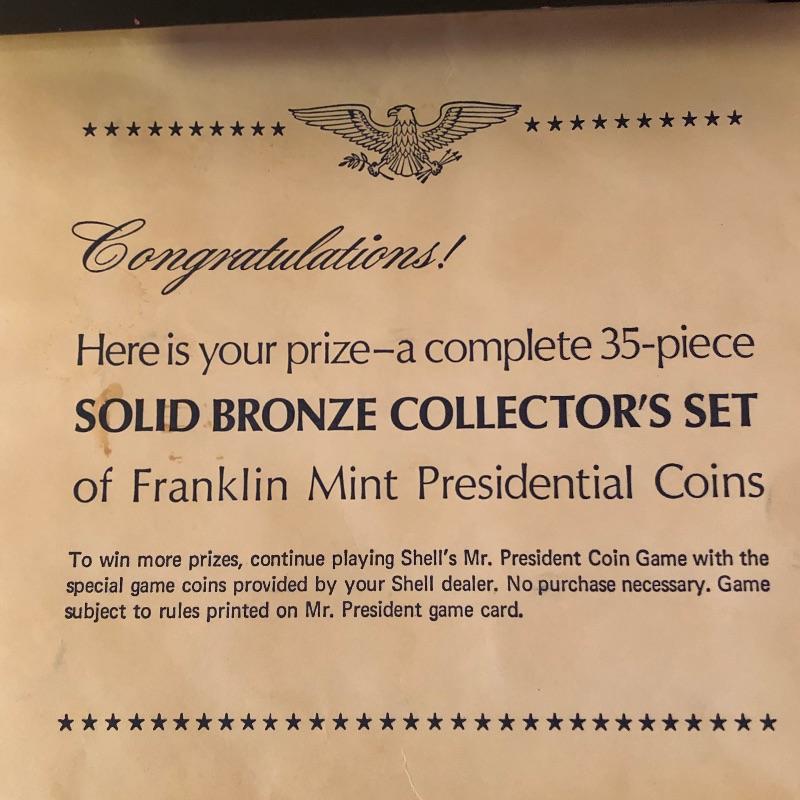 Congratulations!
Here is your prize–a complete 35-piece
SOLID BRONZE COLLECTOR'S SET
of Franklin Mint Presidential Coins
To win more prizes, continue playing Shell's Mr. President Coin Game with the
special game coins provided by your Shell dealer. No purchase necessary. Game
subject to rules printed on Mr. President game card.